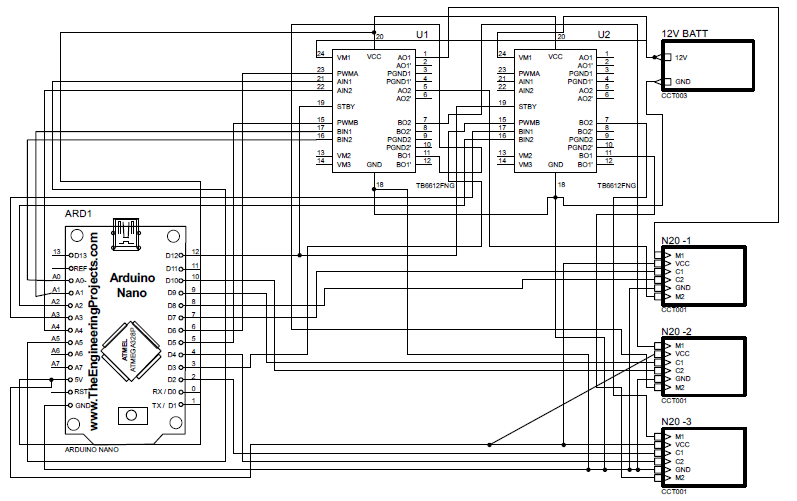 U1
24 VM1
20
VCC
AO1 1
AO1' 2
PGND1 3
PGND1' 4
AO2 5
AO2' 6
23 PWMA
21 AIN1
22 AIN2
19 STBY
15 PWMB
17 BIN1
16 BIN2
BO2 7
BO2' 8
PGND2 9
PGND2' 10
BO1 11
BO1' 12
13 VM2
14 VM3
GND
18
TB6612FNG
U2
24 VM1
20
VCC
AO1 1
AO1' 2
PGND1 3
PGND1' 4
AO2 5
AO2' 6
23 PWMA
21 AIN1
22 AIN2
19 STBY
15 PWMB
17 BIN1
16 BIN2
BO2 7
BO2' 8
PGND2 9
PGND2' 10
BO1 11
BO1' 12
13 VM2
14 VM3
GND
18
TB6612FNG
12V BATT
12V
GND
CCT003
ARD1
www.TheEngineeringProjects.com
Arduino
Nano
ATMEL
ATMEGA328P
13 D13
REF
A0 A0
A1 A1
A2 A2
A3 A3
A4 A4
A5 A5
A6 A6
A7 A7
5V
RST
GND
D12 12
D11 11
D10 10
D9 9
D8 8
D7 7
D6 6
D5 5
D4 4
D3 3
D2 2
RX / D0 0
TX / D1 1
ARDUINO NANO
N20 -1
M1
VCC
C1
C2
GND
M2
CCT001
N20 -2
M1
VCC
C1
C2
GND
M2
CCT001
N20 -3
M1
VCC
C1
C2
GND
M2
CCT001